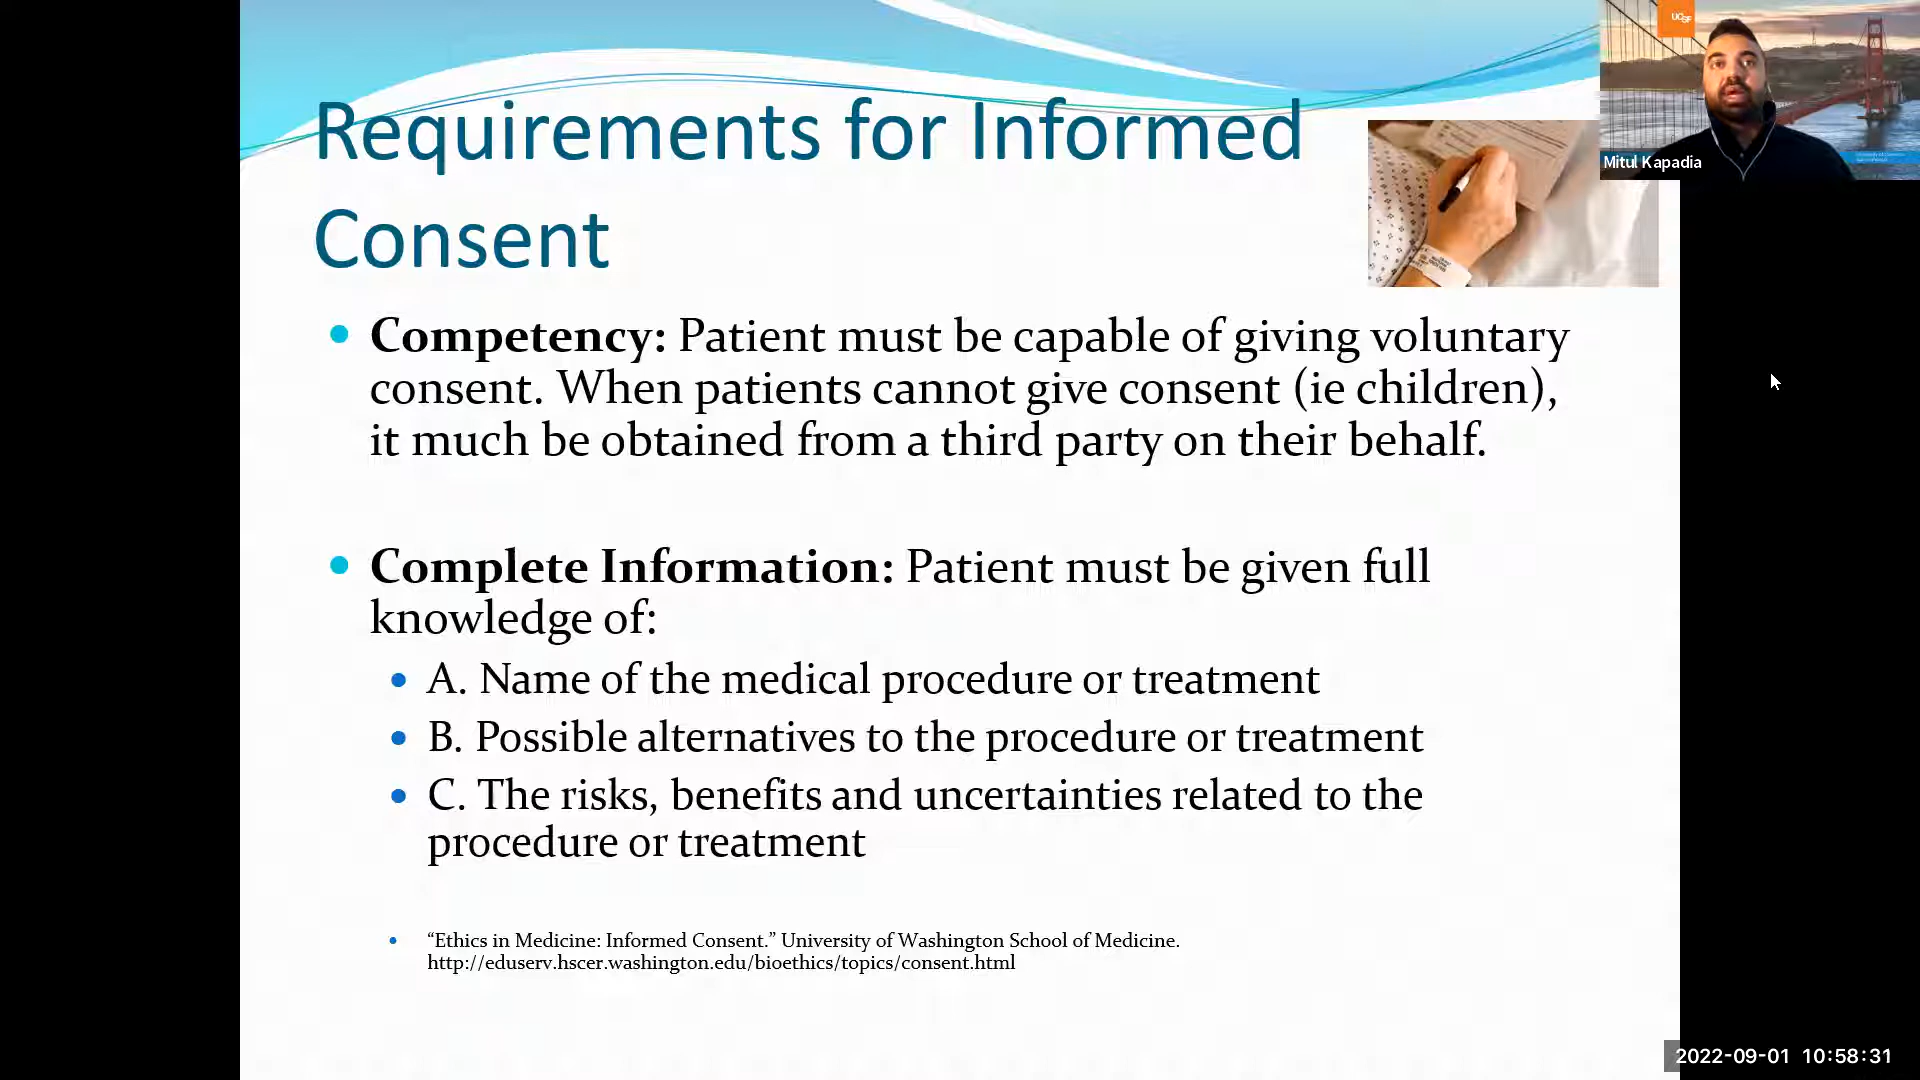 Requirements for Informed
Consent
Competency: Patient must be capable of giving voluntary
consent. When patients cannot give consent (ie children),
it much be obtained from a third party on their behalf.
Complete Information: Patient must be given full
knowledge of:
A. Name of the medical procedure or treatment
B. Possible alternatives to the procedure or treatment
C. The risks, benefits and uncertainties related to the
procedure or treatment
“Ethics in Medicine: Informed Consent.” University of Washington School of Medicine.
http://eduserv.hscer.washington.edu/bioethics/topics/consent.html
UCSF
Mitul Kapadia
2022-09-01 10:58:31